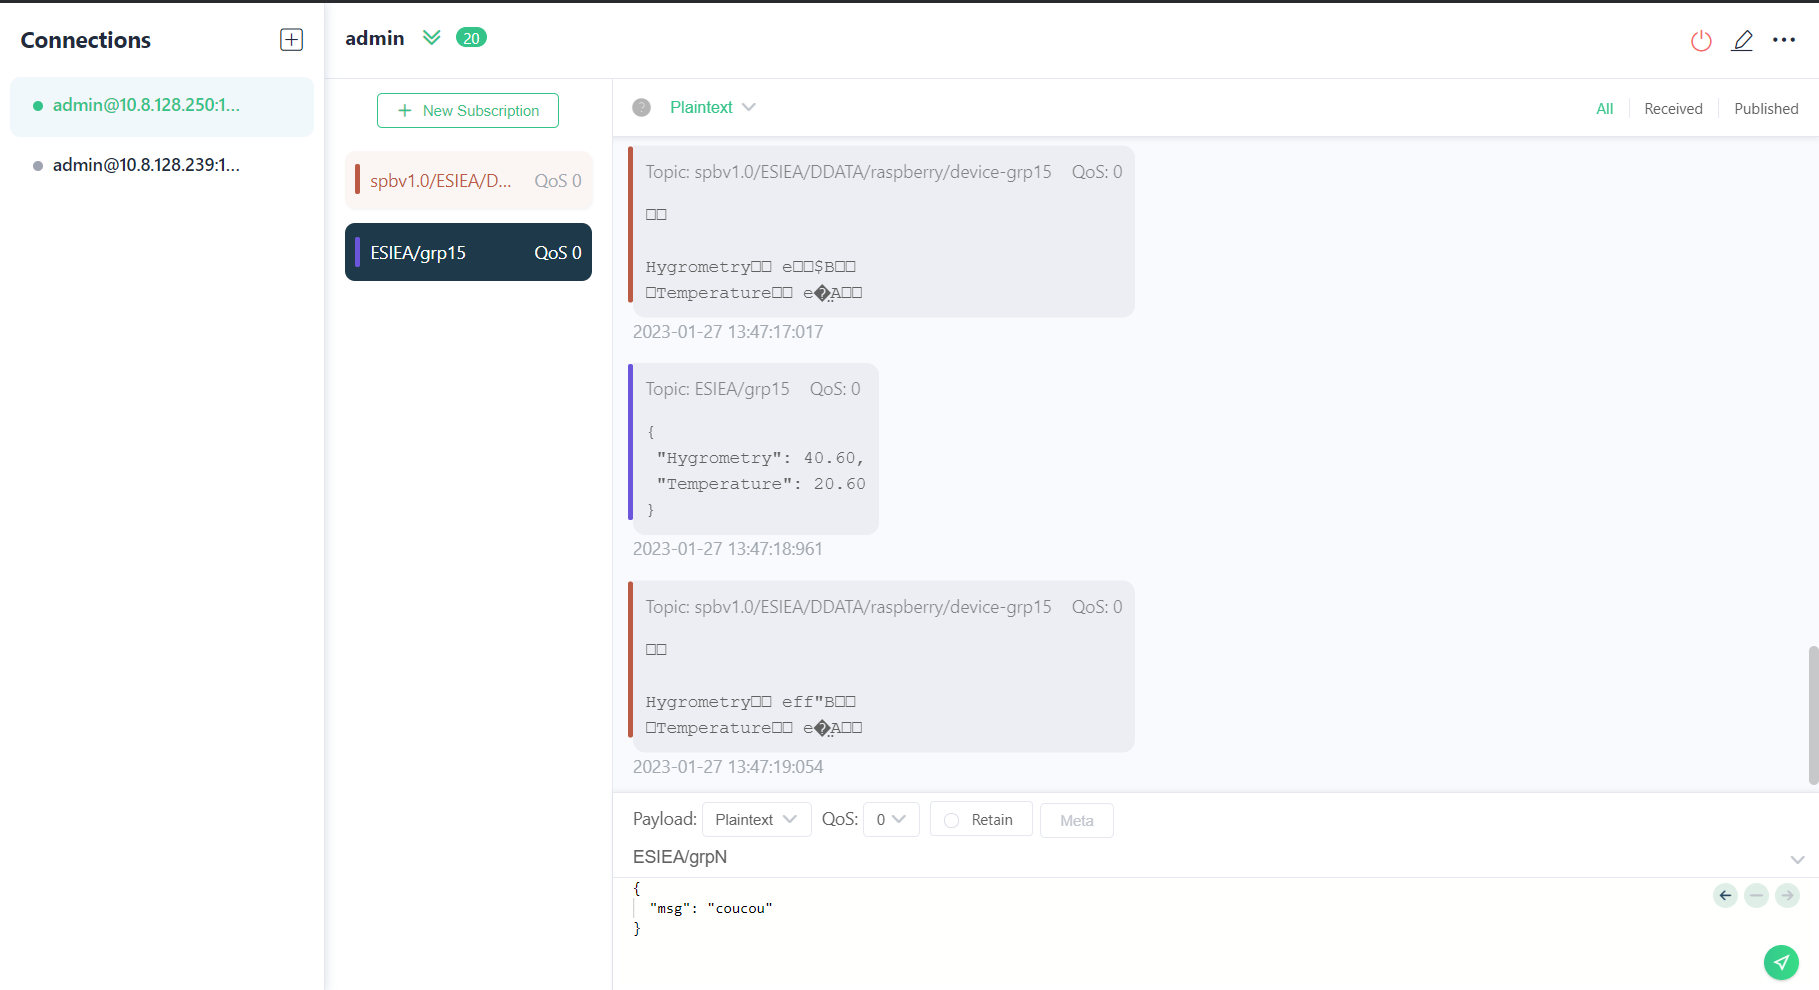 Connections
admin@10.8.128.250:1...
admin@10.8.128.239:1...
admin 20
New Subscription
spbv1.0/ESIEA/D... QoS 0
ESIEA/grp15 QoS 0
Plaintext
All Received Published
Topic: spbv1.0/ESIEA/DDATA/raspberry/device-grp15 QoS: 0
□□
Hygrometry□□ e□□$B□□
□Temperature□□ e�̤A□□
2023-01-27 13:47:17:017
Topic: ESIEA/grp15 QoS: 0
{
"Hygrometry": 40.60,
"Temperature": 20.60
}
2023-01-27 13:47:18:961
Topic: spbv1.0/ESIEA/DDATA/raspberry/device-grp15 QoS: 0
□□
Hygrometry□□ eff"B□□
□Temperature□□ e�̤A□□
2023-01-27 13:47:19:054
Payload: Plaintext QoS: 0 Retain Meta
ESIEA/grpN
{
"msg": "coucou"
}